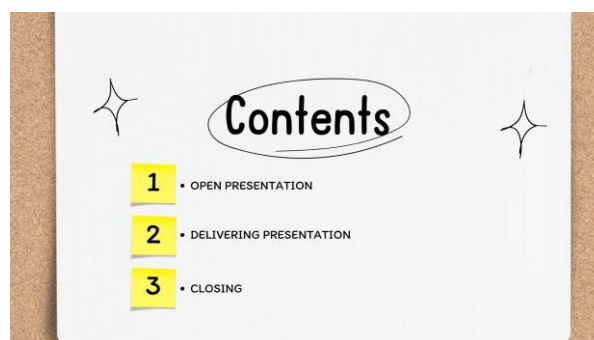 Contents
1 • OPEN PRESENTATION
2 • DELIVERING PRESENTATION
3 • CLOSING